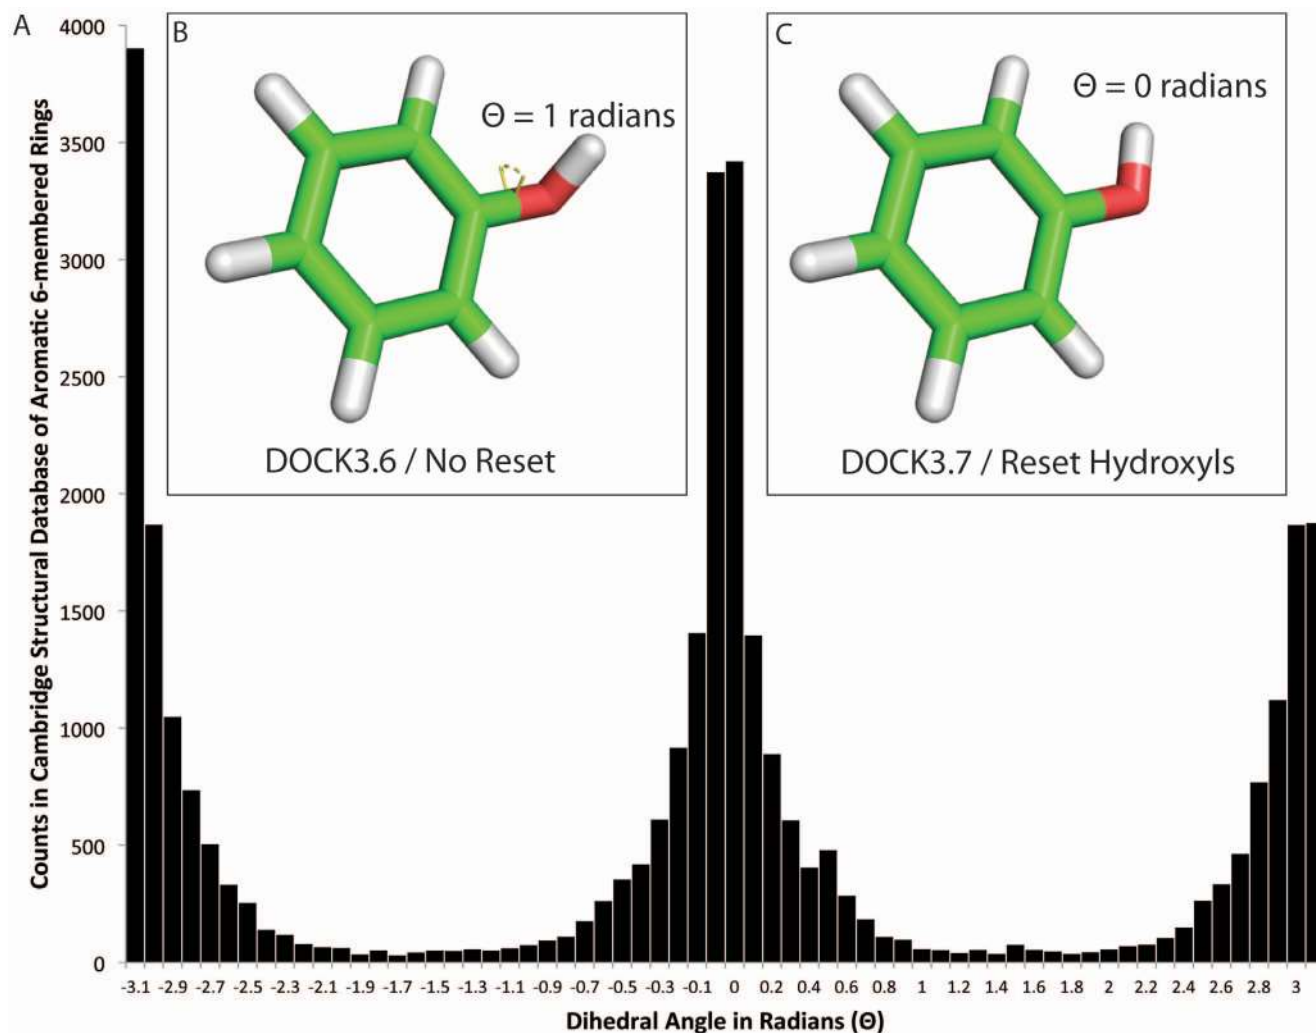 A
B
C
Θ = 1 radians
Θ = 0 radians
DOCK3.6 / No Reset
DOCK3.7 / Reset Hydroxyls
Counts in Cambridge Structural Database of Aromatic 6-membered Rings
4000
3500
3000
2500
2000
1500
1000
500
0
-3.1 -2.9 -2.7 -2.5 -2.3 -2.1 -1.9 -1.7 -1.5 -1.3 -1.1 -0.9 -0.7 -0.5 -0.3 -0.1 0 0.2 0.4 0.6 0.8 1 1.2 1.4 1.6 1.8 2 2.2 2.4 2.6 2.8 3
Dihedral Angle in Radians (Θ)